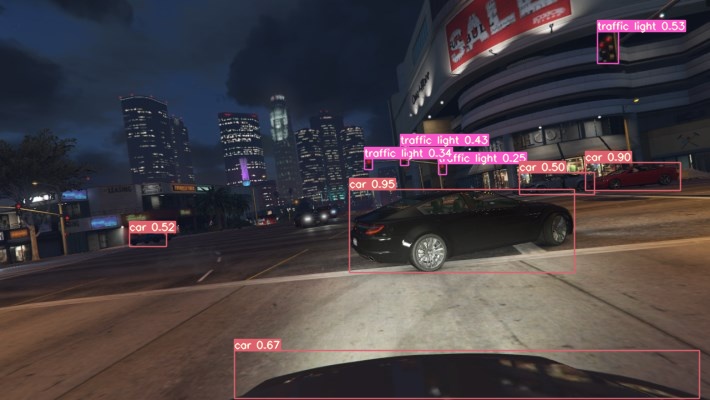 SALE
traffic light 0.53
traffic light 0.43
traffic light 0.34
traffic light 0.25
car 0.50
car 0.90
car 0.95
car 0.52
car 0.67